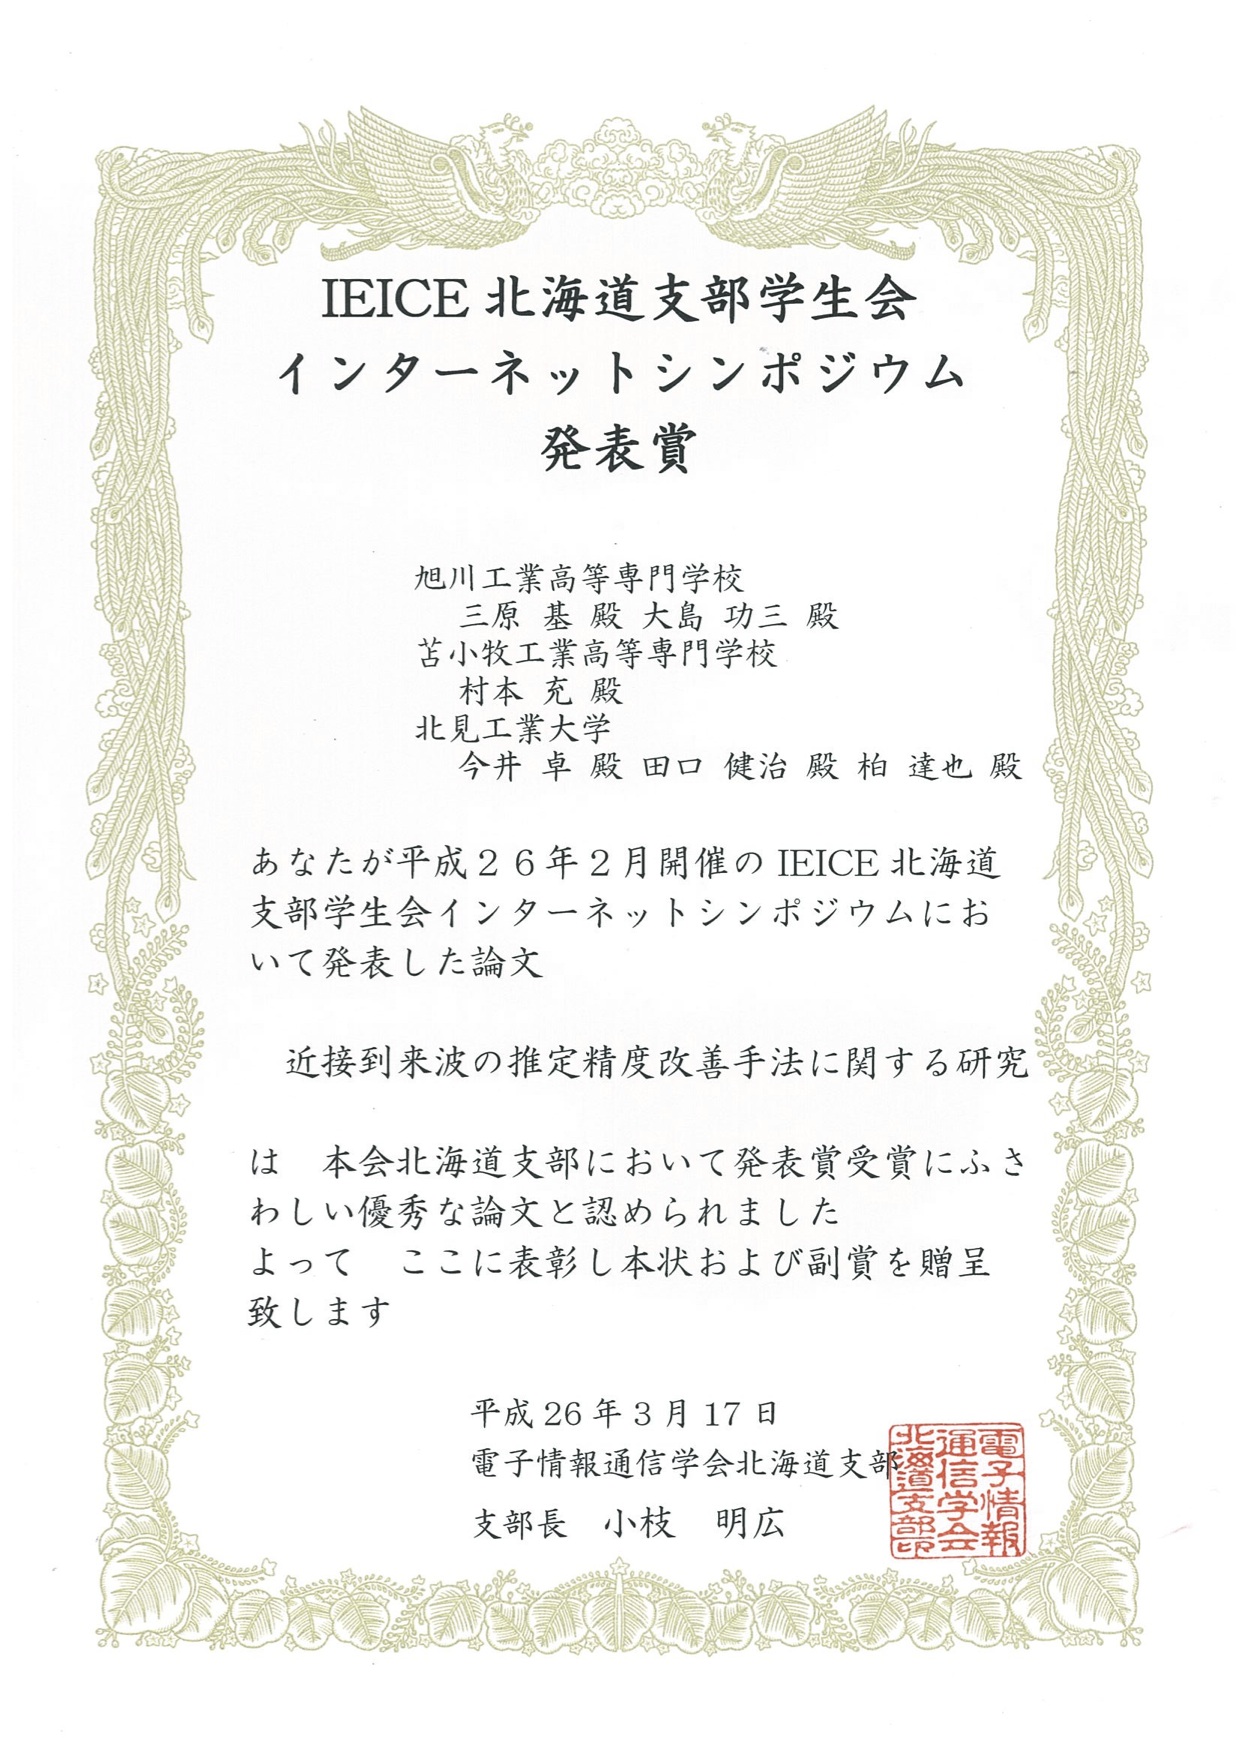 IEICE 北海道支部学生会
インターネットシンポジウム
発表賞
旭川工業高等専門学校
三原 基 殿 大島 功三 殿
苫小牧工業高等専門学校
村本 充 殿
北見工業大学
今井 卓 殿 田口 健治 殿 柏 達也 殿
あなたが平成２６年２月開催の IEICE 北海道
支部学生会インターネットシンポジウムにお
いて発表した論文
近接到来波の推定精度改善手法に関する研究
は　本会北海道支部において発表賞受賞にふさ
わしい優秀な論文と認められました
よって　ここに表彰し本状および副賞を贈呈
致します
平成 26 年 3 月 17 日
電子情報通信学会北海道支部
支部長　小枝　明広
電子情報
通信学会
北海道支部印